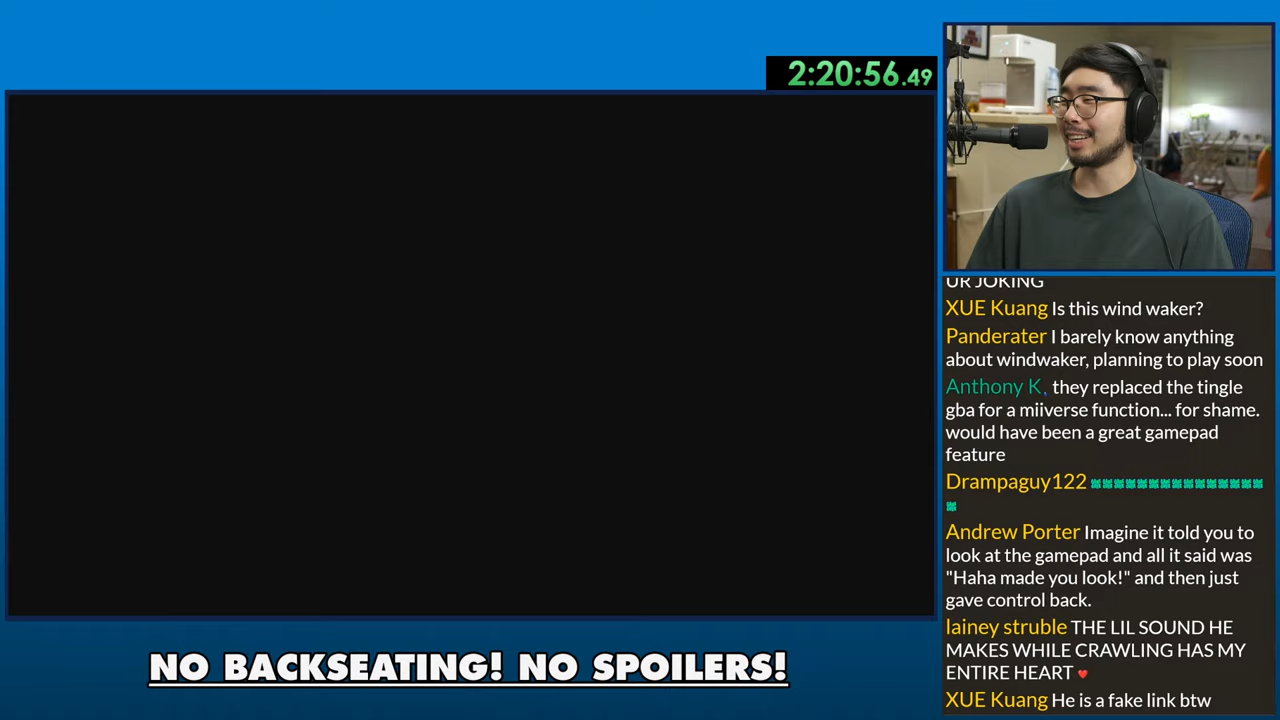 2:20:56.49
UR JOKING
XUE Kuang Is this wind waker?
Panderater I barely know anything
about windwaker, planning to play soon
Anthony K, they replaced the tingle
gba for a miiverse function... for shame.
would have been a great gamepad
feature
Drampaguy122
Andrew Porter Imagine it told you to
look at the gamepad and all it said was
"Haha made you look!" and then just
gave control back.
lainey struble THE LIL SOUND HE
MAKES WHILE CRAWLING HAS MY
ENTIRE HEART ♥
XUE Kuang He is a fake link btw
NO BACKSEATING! NO SPOILERS!